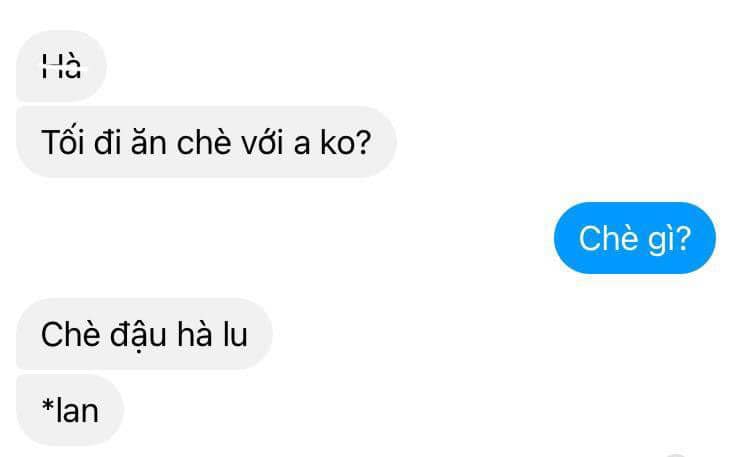 Hà
Tối đi ăn chè với a ko?
Chè gì?
Chè đậu hà lu
*lan